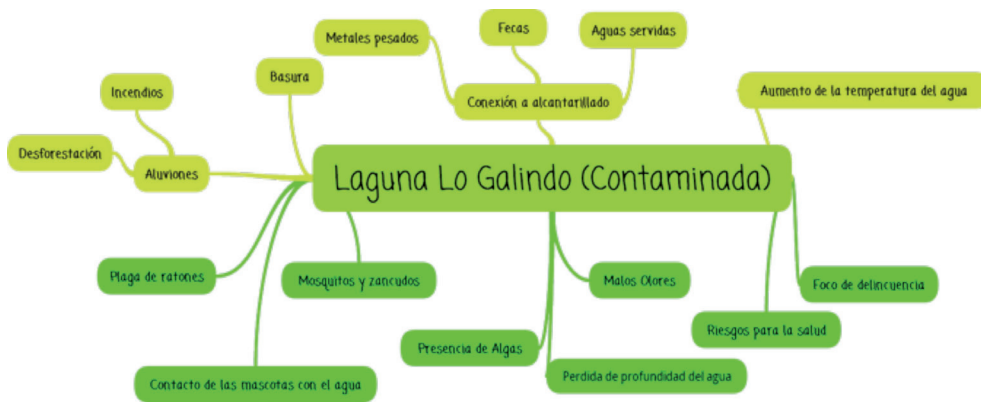 Fecas
Aguas servidas
Metales pesados
Basura
Incendios
Aumento de la temperatura del agua
Conexión a alcantarillado
Desforestación
Aluviones
Laguna Lo Galindo (Contaminada)
Plaga de ratones
Mosquitos y zancudos
Malos Olores
Foco de delincuencia
Riesgos para la salud
Presencia de Algas
Perdida de profundidad del agua
Contacto de las mascotas con el agua